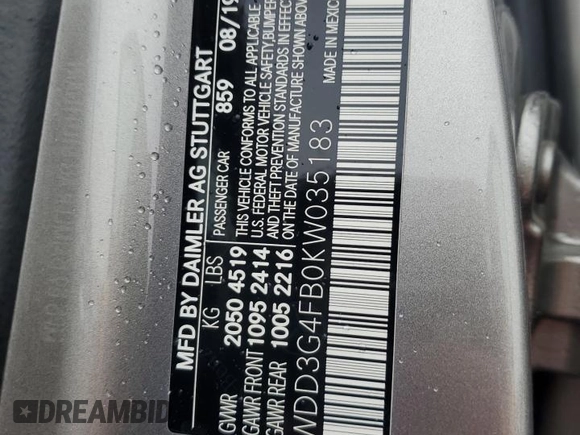 MFD BY DAIMLER AG STUTTGART
PASSENGER CAR 859 08/19
KG LBS
GVWR 2050 4519
GAWR FRONT 1095 2414
GAWR REAR 1005 2216
THIS VEHICLE CONFORMS TO ALL APPLICABLE
U.S. FEDERAL MOTOR VEHICLE SAFETY, BUMPER
AND THEFT PREVENTION STANDARDS IN EFFECT
ON DATE OF MANUFACTURE SHOWN ABOVE.
MADE IN MEXICO
WDD3G4FB0KW035183
DREAMBID